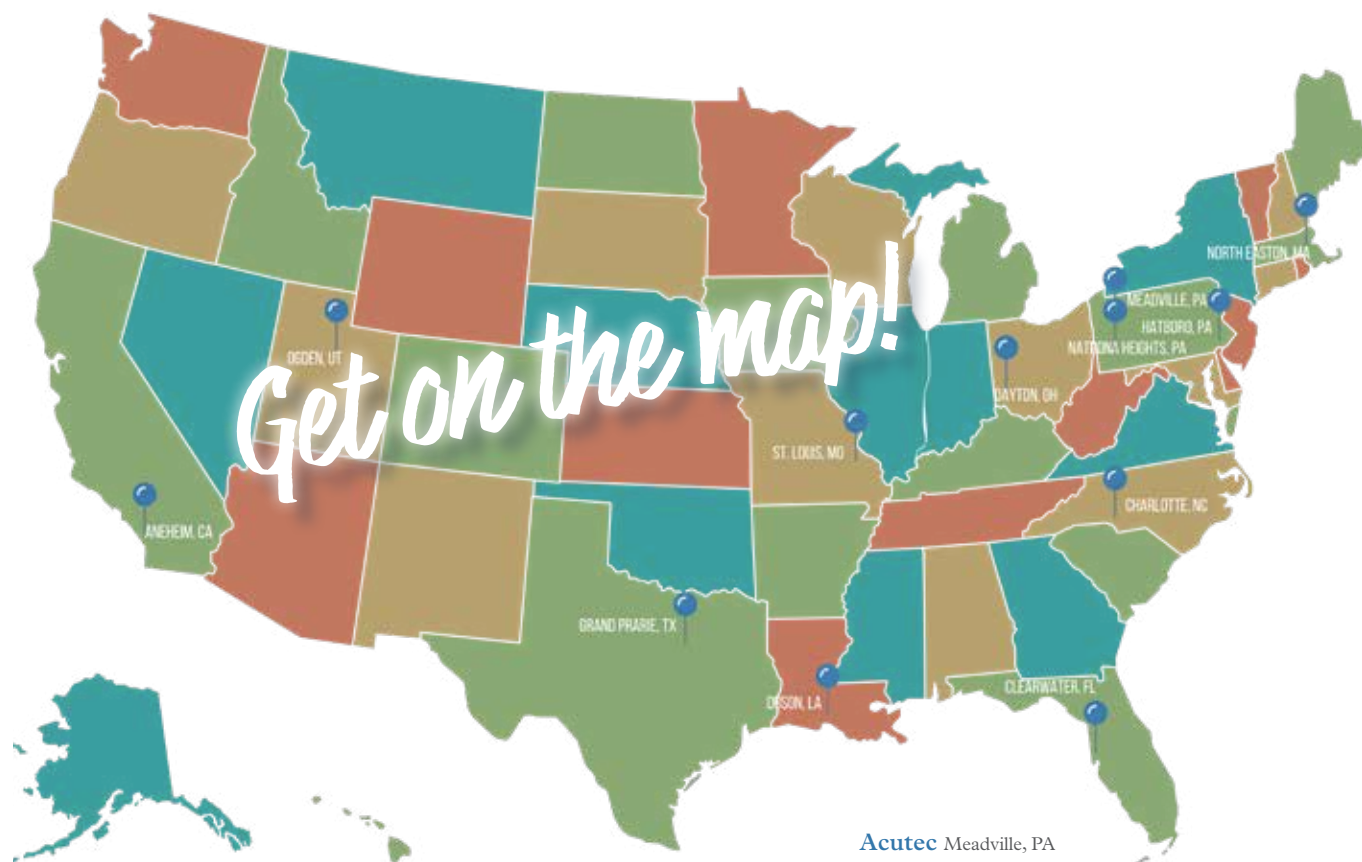 NORTH EASTON, MA
MEADVILLE, PA
HATBORO, PA
NATRONA HEIGHTS, PA
OGDEN, UT
Get on the map!
DAYTON, OH
ST. LOUIS, MO
CHARLOTTE, NC
ANEHEIM, CA
GRAND PRARIE, TX
CLEARWATER, FL
LA
Acutec Meadville, PA